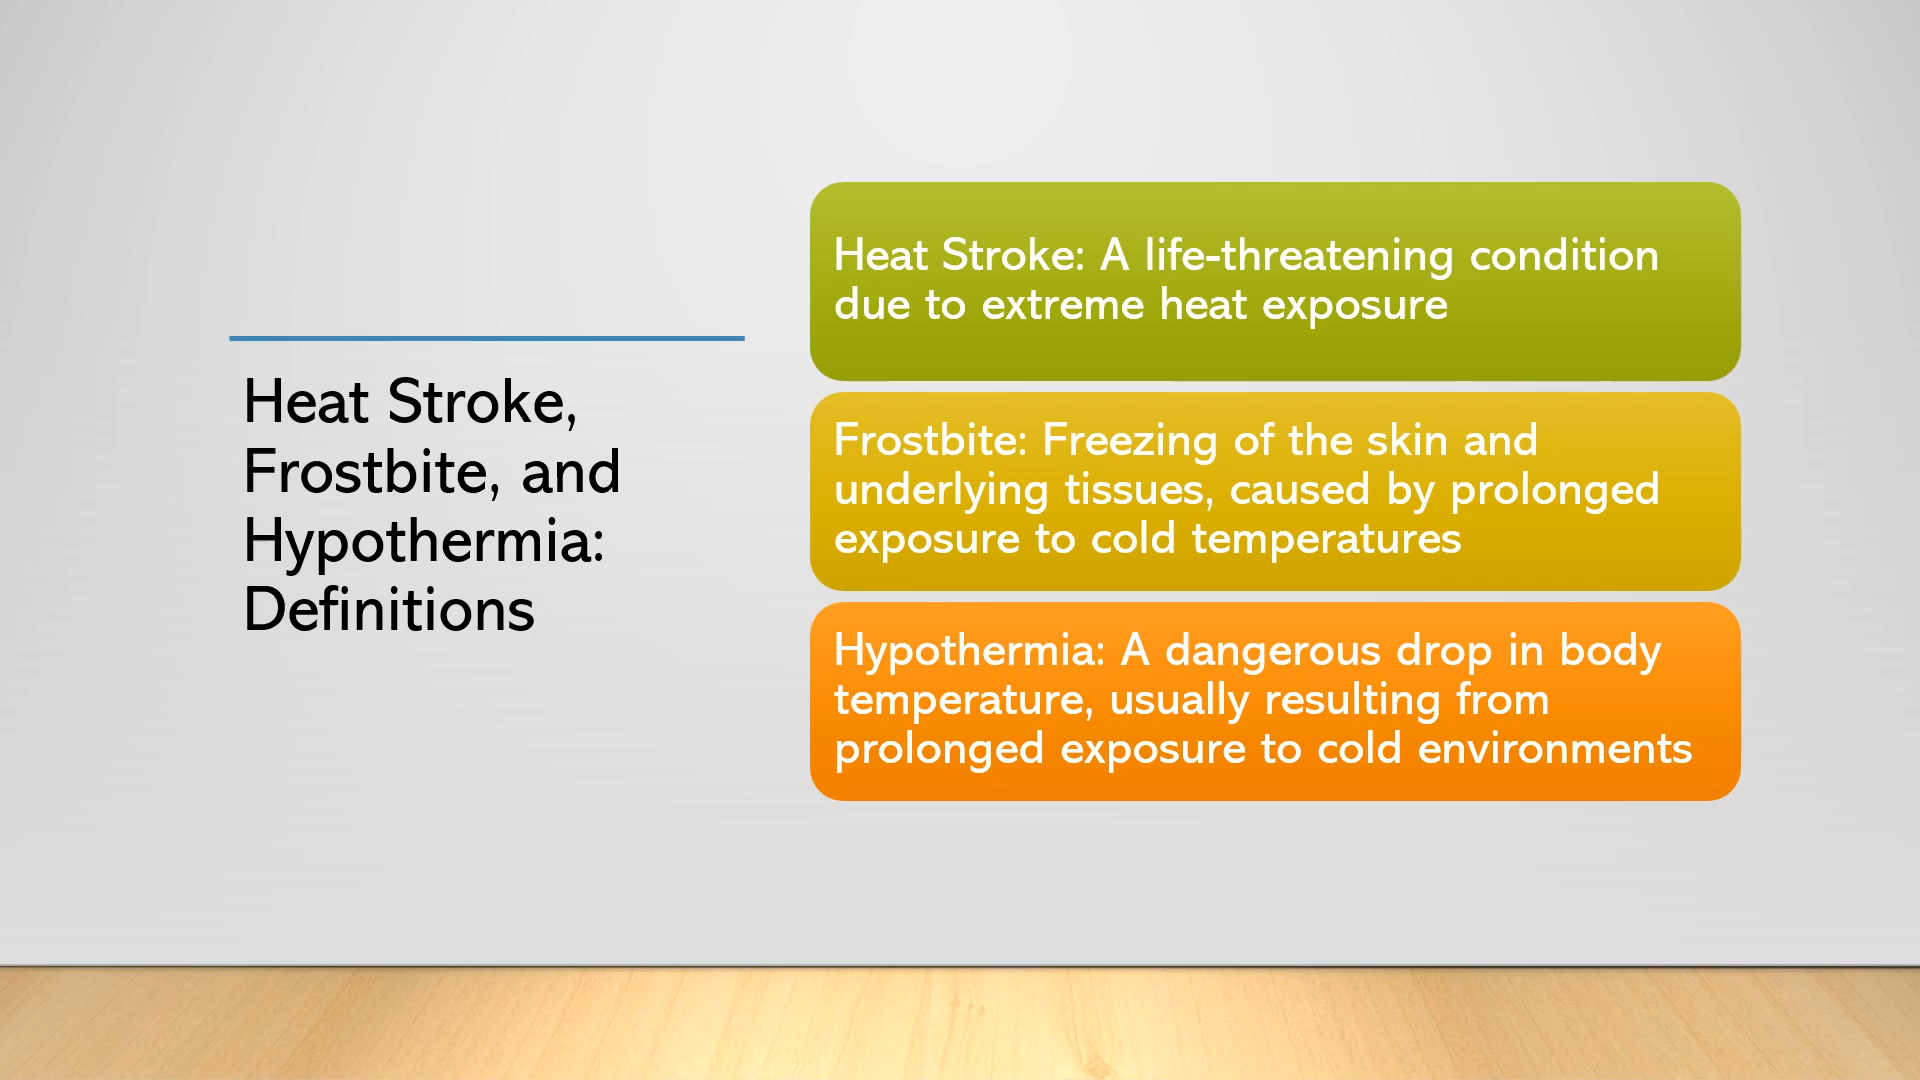 Heat Stroke,
Frostbite, and
Hypothermia:
Definitions
Heat Stroke: A life-threatening condition
due to extreme heat exposure
Frostbite: Freezing of the skin and
underlying tissues, caused by prolonged
exposure to cold temperatures
Hypothermia: A dangerous drop in body
temperature, usually resulting from
prolonged exposure to cold environments